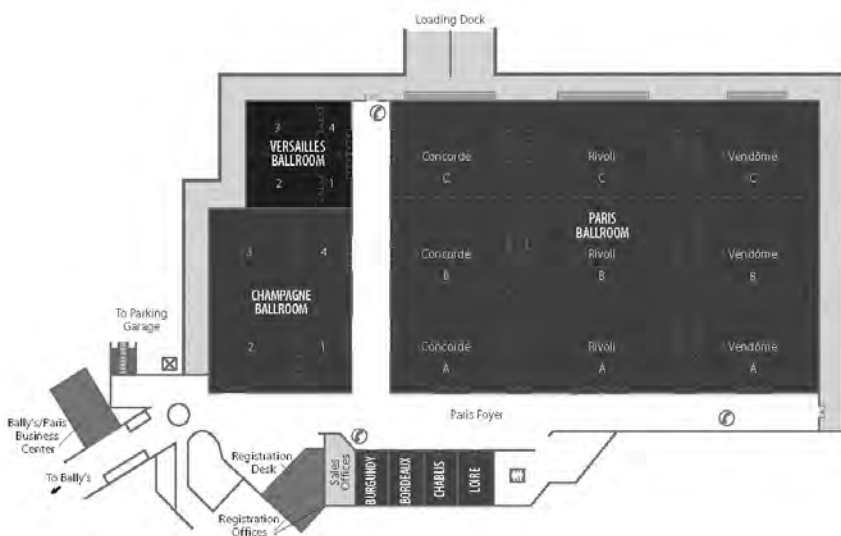 Loading Dock
3
4
VERSAILLES
BALLROOM
2
1
Concorde
C
Rivoli
C
Vendôme
C
PARIS
BALLROOM
3
4
CHAMPAGNE
BALLROOM
2
1
Concorde
B
Rivoli
B
Vendôme
B
Concorde
A
Rivoli
A
Vendôme
A
To Parking
Garage
Paris Foyer
Bally's/Paris
Business
Center
To Bally's
Registration
Desk
Registration
Offices
Sales
Offices
BURGUNDY
BORDEAUX
CHABLIS
LOIRE